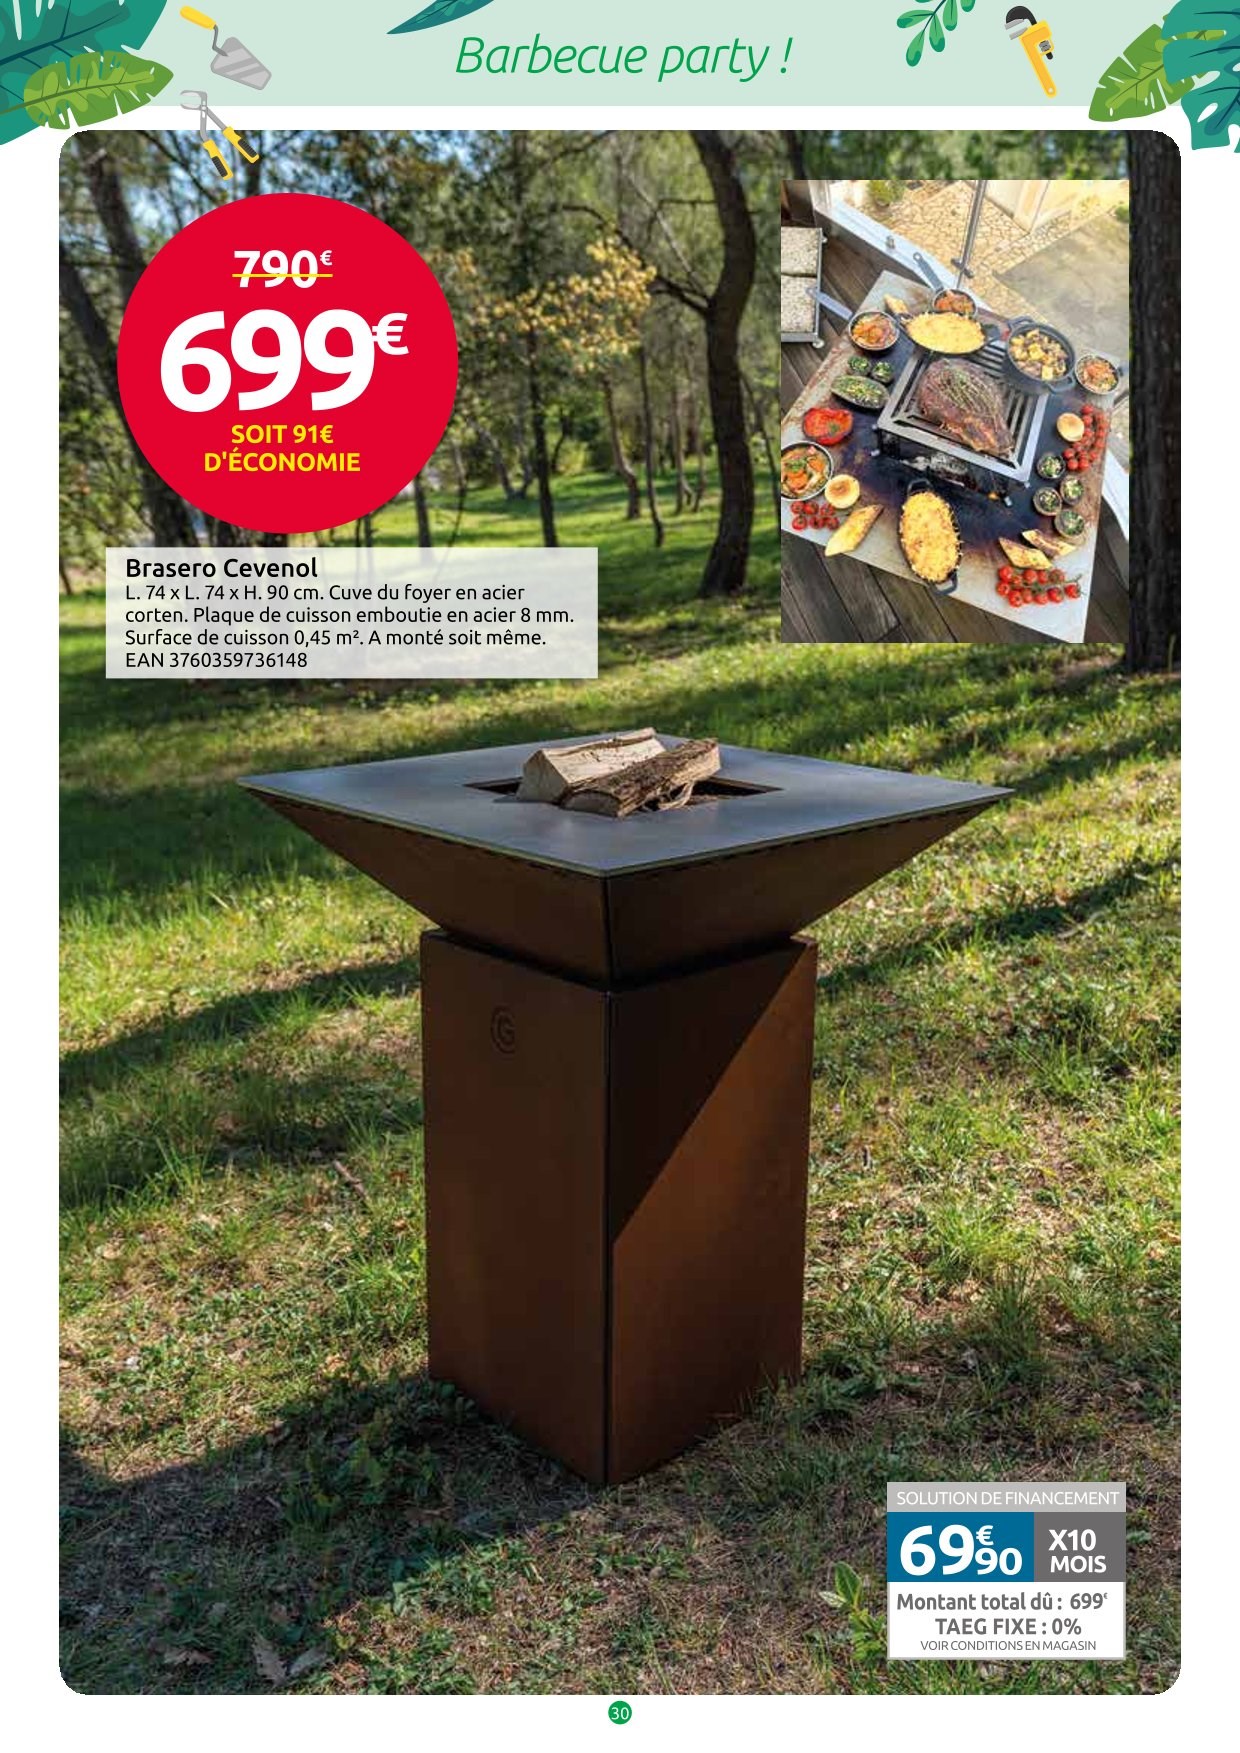 Barbecue party !
790€
699€
SOIT 91€
D'ÉCONOMIE
Brasero Cevenol
L. 74 x L. 74 x H. 90 cm. Cuve du foyer en acier
corten. Plaque de cuisson emboutie en acier 8 mm.
Surface de cuisson 0,45 m². A monté soit même.
EAN 3760359736148
G
SOLUTION DE FINANCEMENT
69€90
X10
MOIS
Montant total dû : 699€
TAEG FIXE : 0%
VOIR CONDITIONS EN MAGASIN
30